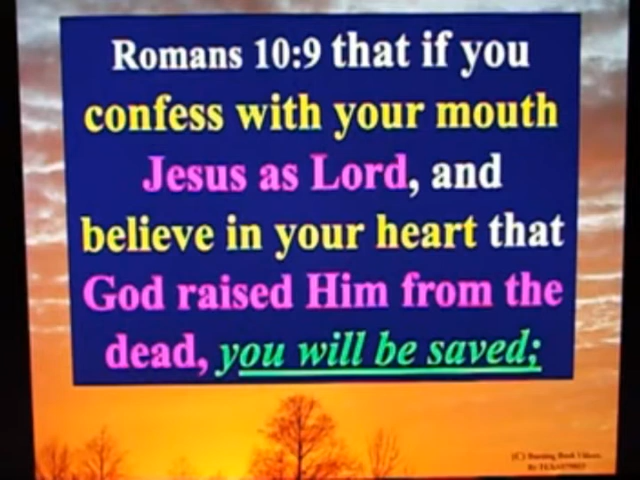 Romans 10:9 that if you
confess with your mouth
Jesus as Lord, and
believe in your heart that
God raised Him from the
dead, you will be saved;
(C)